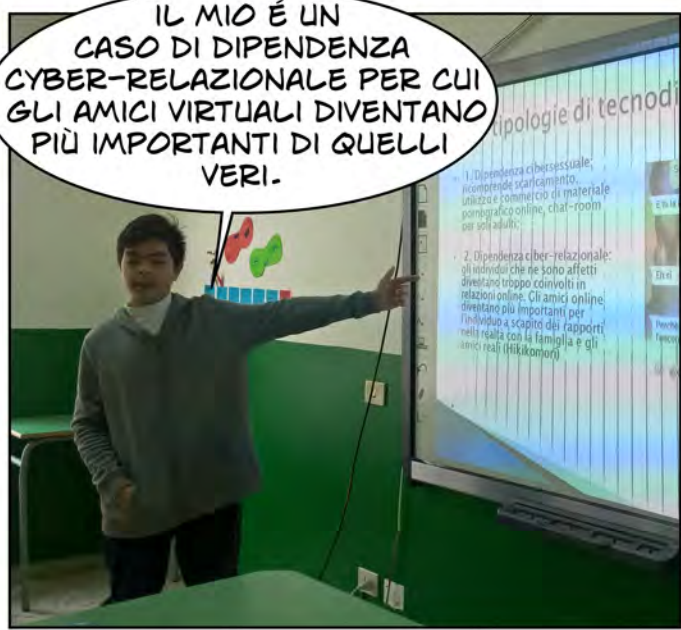 IL MIO É UN
CASO DI DIPENDENZA
CYBER-RELAZIONALE PER CUI
GLI AMICI VIRTUALI DIVENTANO
PIÙ IMPORTANTI DI QUELLI
VERI.
tipologie di tecnodi
1. Dipendenza cibersessuale:
ricomprende scaricamento,
utilizzo e commercio di materiale
pornografico online, chat-room
per soli adulti;
2. Dipendenza ciber-relazionale:
gli individui che ne sono affetti
diventano troppo coinvolti in
relazioni online. Gli amici online
diventano più importanti per
l'individuo a scapito dei rapporti
nella realtà con la famiglia e gli
amici reali (Hikikomori)